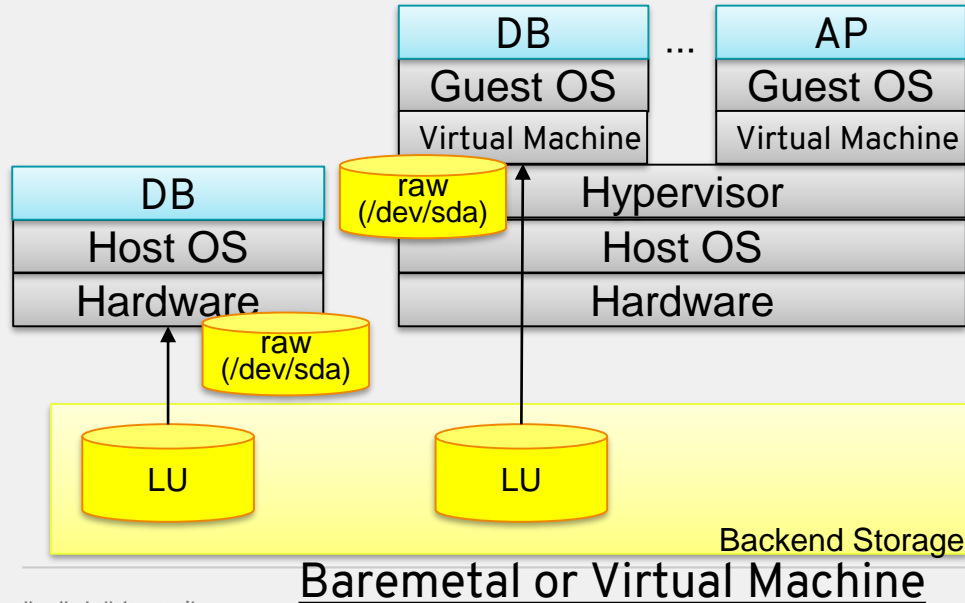 DB
Host OS
Hardware
raw
(/dev/sda)
LU
DB
...
AP
Guest OS
Guest OS
Virtual Machine
Virtual Machine
raw
(/dev/sda)
Hypervisor
Host OS
Hardware
LU
Backend Storage
Baremetal or Virtual Machine